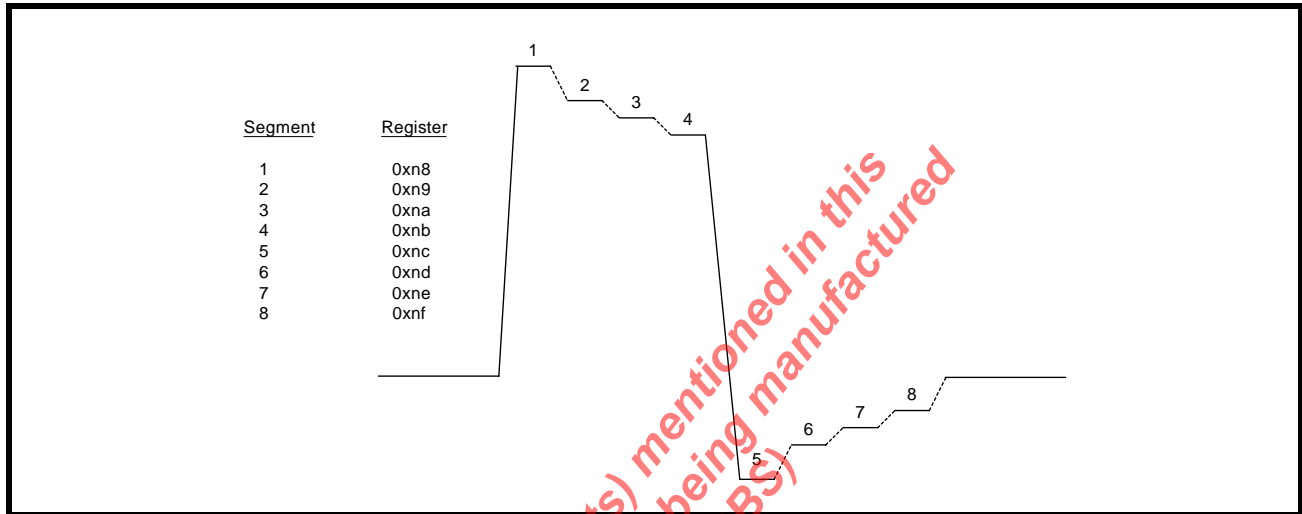 Segment Register
1 0xn8
2 0xn9
3 0xna
4 0xnb
5 0xnc
6 0xnd
7 0xne
8 0xnf
1
2
3
4
5
6
7
8
mentioned in this
being manufactured